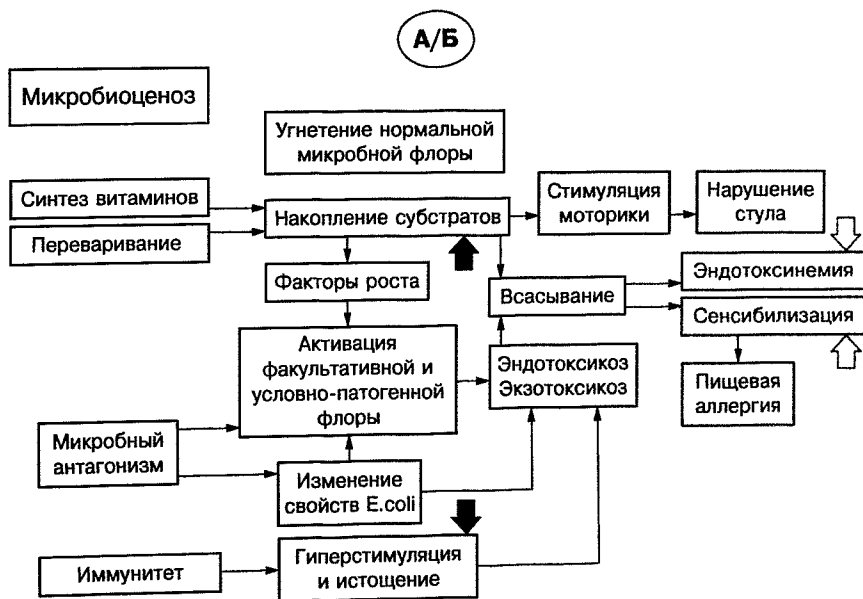 А/Б
Микробиоценоз
Угнетение нормальной
микробной флоры
Синтез витаминов
Переваривание
Накопление субстратов
Стимуляция
моторики
Нарушение
стула
Факторы роста
Всасывание
Эндотоксинемия
Сенсибилизация
Активация
факультативной и
условно-патогенной
флоры
Эндотоксикоз
Экзотоксикоз
Пищевая
аллергия
Микробный
антагонизм
Изменение
свойств E.coli
Иммунитет
Гиперстимуляция
и истощение